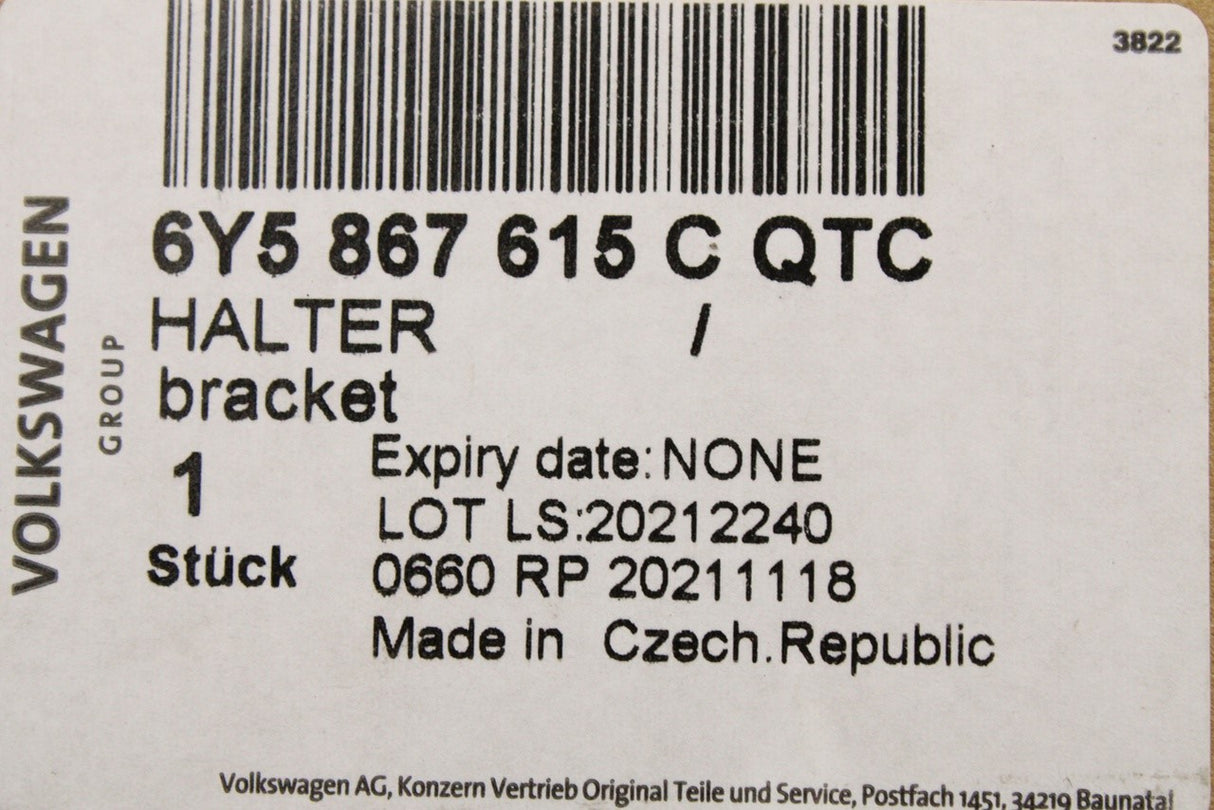 3822
6Y5 867 615 C QTC
HALTER /
bracket
1
Stück
Expiry date: NONE
LOT LS:20212240
0660 RP 20211118
Made in Czech.Republic
VOLKSWAGEN
GROUP
Volkswagen AG, Konzern Vertrieb Original Teile und Service, Postfach 1451, 34219 Baunatal